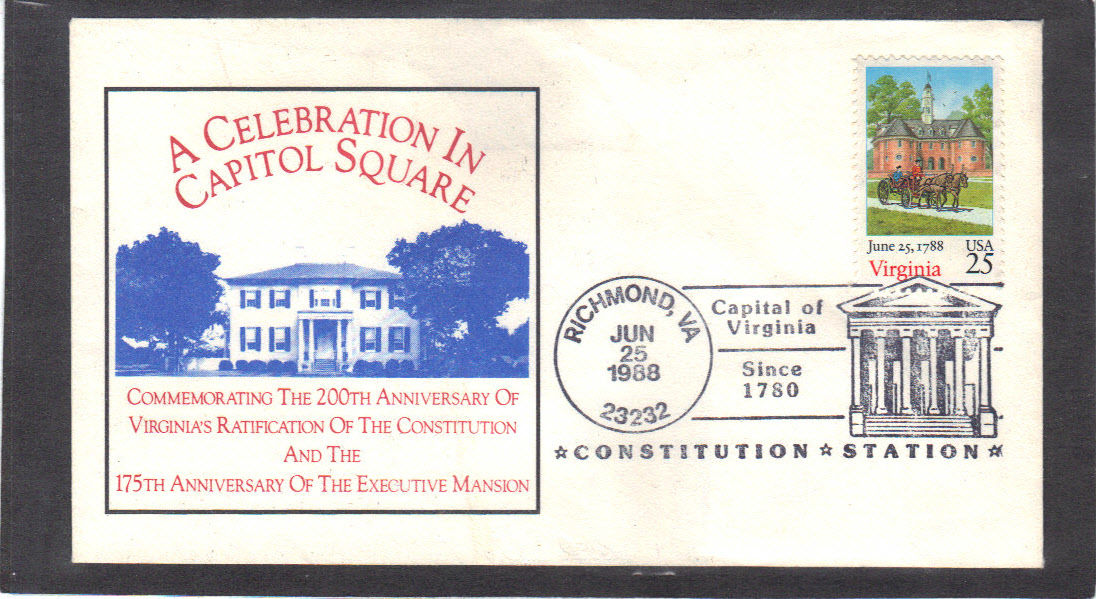 A CELEBRATION IN
CAPITOL SQUARE
COMMEMORATING THE 200TH ANNIVERSARY OF
VIRGINIA'S RATIFICATION OF THE CONSTITUTION
AND THE
175TH ANNIVERSARY OF THE EXECUTIVE MANSION
June 25, 1788 USA
Virginia 25
RICHMOND, VA
JUN
25
1988
23232
Capital of
Virginia
Since
1780
☆CONSTITUTION☆STATION☆